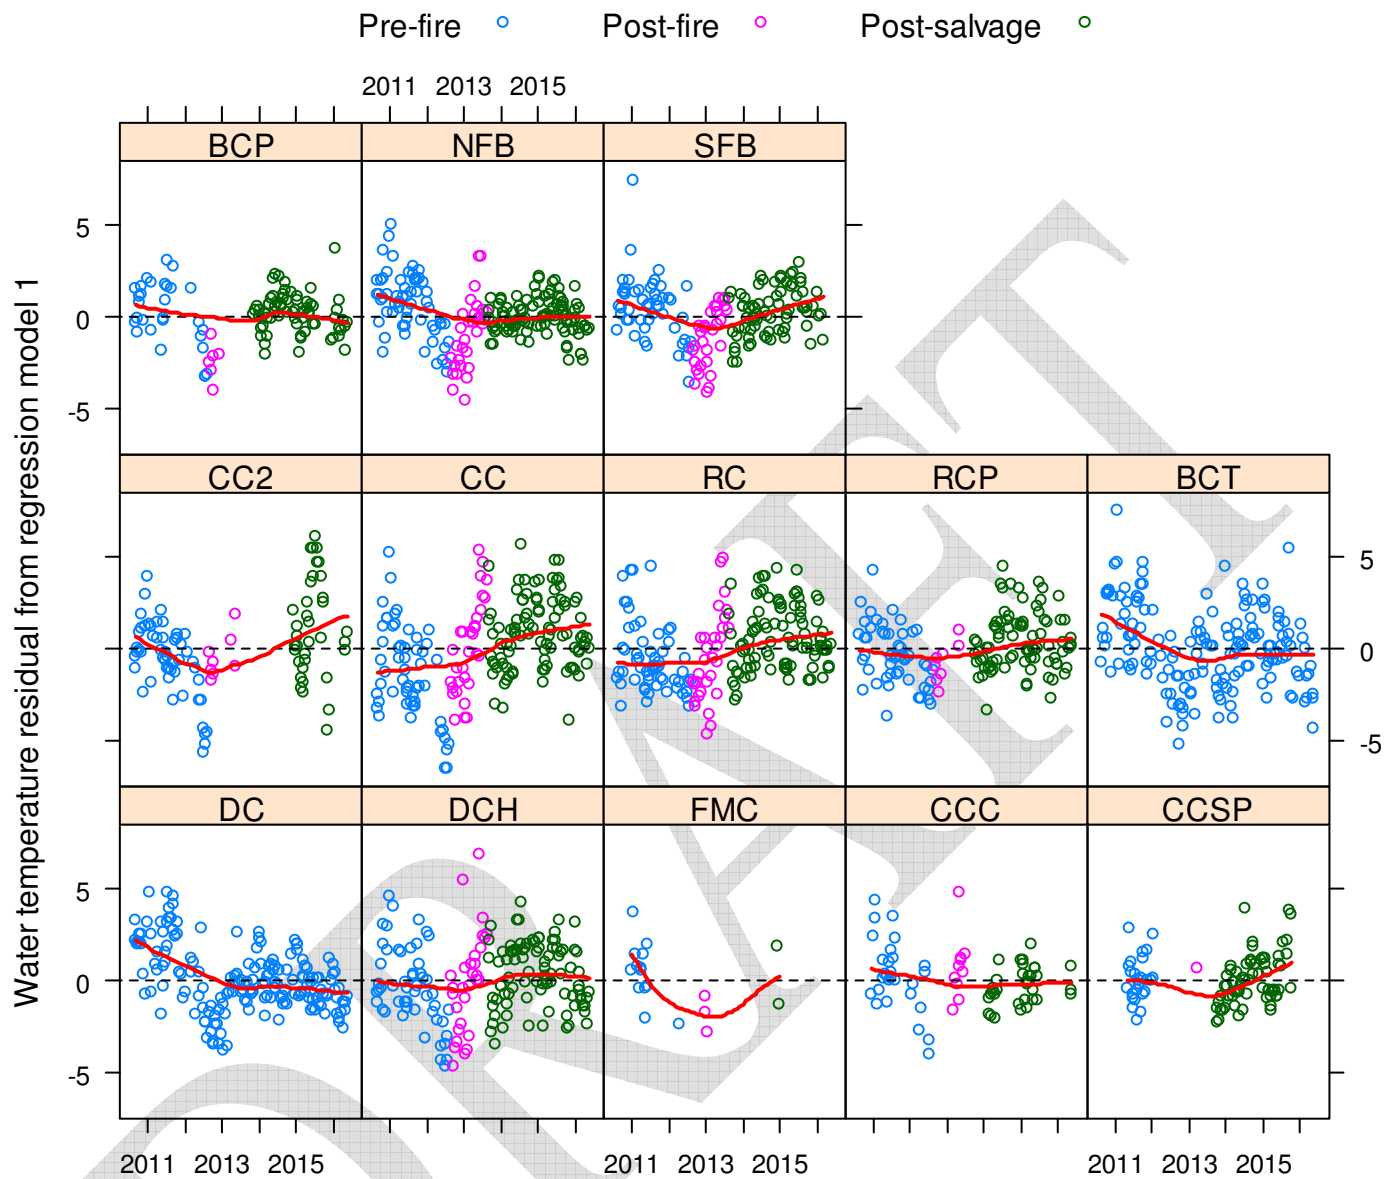 Pre-fire Post-fire Post-salvage
2011 2013 2015
BCP NFB SFB
5
0
-5
CC2 CC RC RCP BCT
5
0
-5
DC DCH FMC CCC CCSP
5
0
-5
2011 2013 2015 2011 2013 2015 2011 2013 2015
Water temperature residual from regression model 1
DRAFT